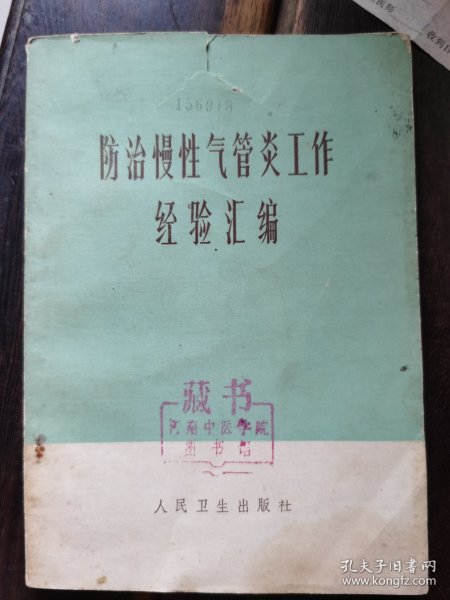 156948
防治慢性气管炎工作
经验汇编
藏书
河南中医学院
图书馆
人民卫生出版社
孔夫子旧书网
www.kongfz.com